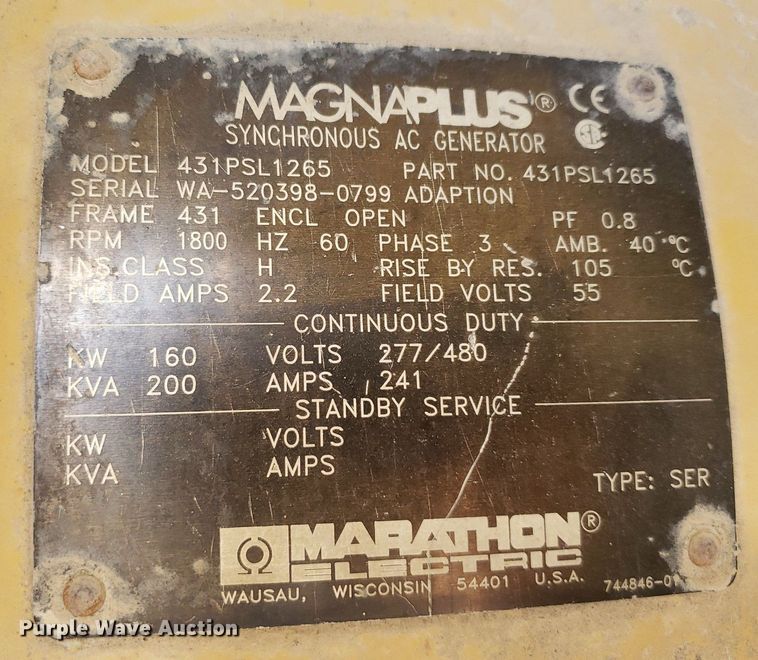 MAGNAPLUS® CE
SYNCHRONOUS AC GENERATOR
MODEL 431PSL1265 PART NO. 431PSL1265
SERIAL WA-520398-0799 ADAPTION
FRAME 431 ENCL OPEN PF 0.8
RPM 1800 HZ 60 PHASE 3 AMB. 40 °C
INS.CLASS H RISE BY RES. 105 °C
FIELD AMPS 2.2 FIELD VOLTS 55
CONTINUOUS DUTY
KW 160 VOLTS 277/480
KVA 200 AMPS 241
STANDBY SERVICE
KW VOLTS
KVA AMPS
TYPE: SER
MARATHON®
ELECTRIC
WAUSAU, WISCONSIN 54401 U.S.A. 744846-01
Purple Wave Auction